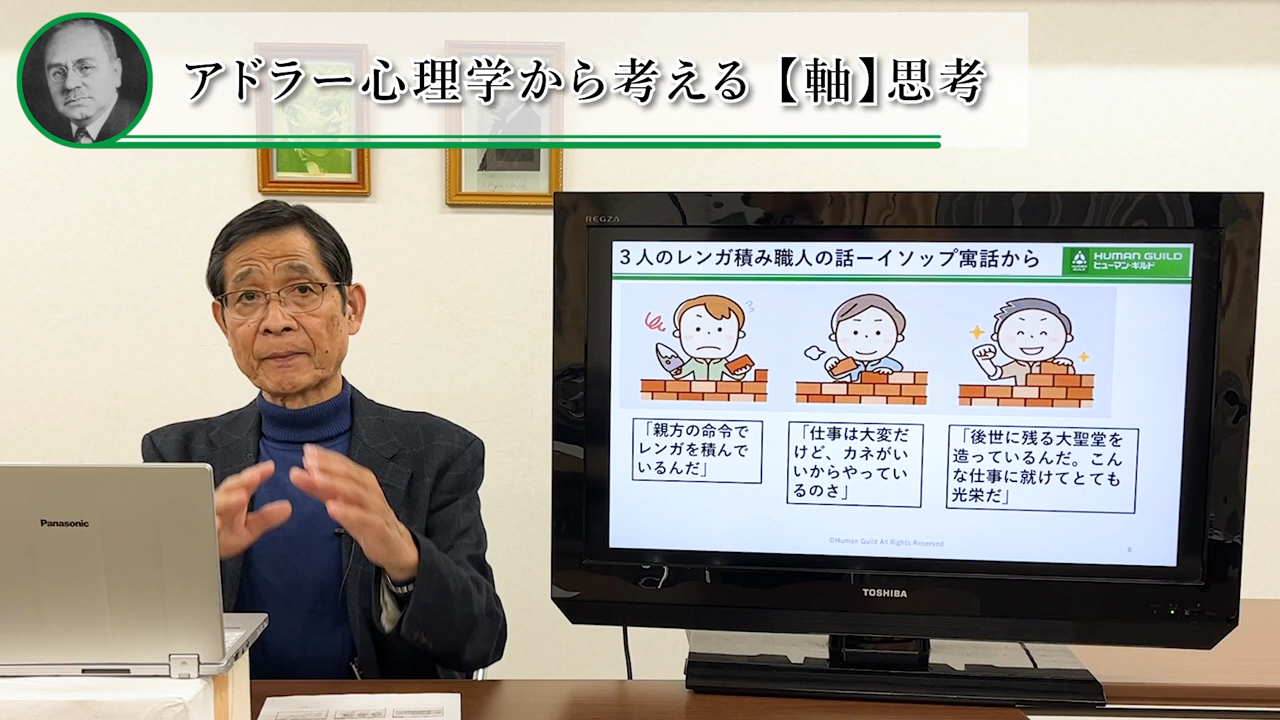 アドラー心理学から考える【軸】思考
REGZA
３人のレンガ積み職人の話ーイソップ寓話から
HUMAN GUILD
HUMAN GUILD
ヒューマン・ギルド
「親方の命令で
レンガを積んで
いるんだ」
「仕事は大変だ
けど、カネがい
いからやってい
るのさ」
「後世に残る大聖堂を
造っているんだ。こん
な仕事に就けてとても
光栄だ」
©Human Guild All Rights Reserved
8
TOSHIBA
Panasonic